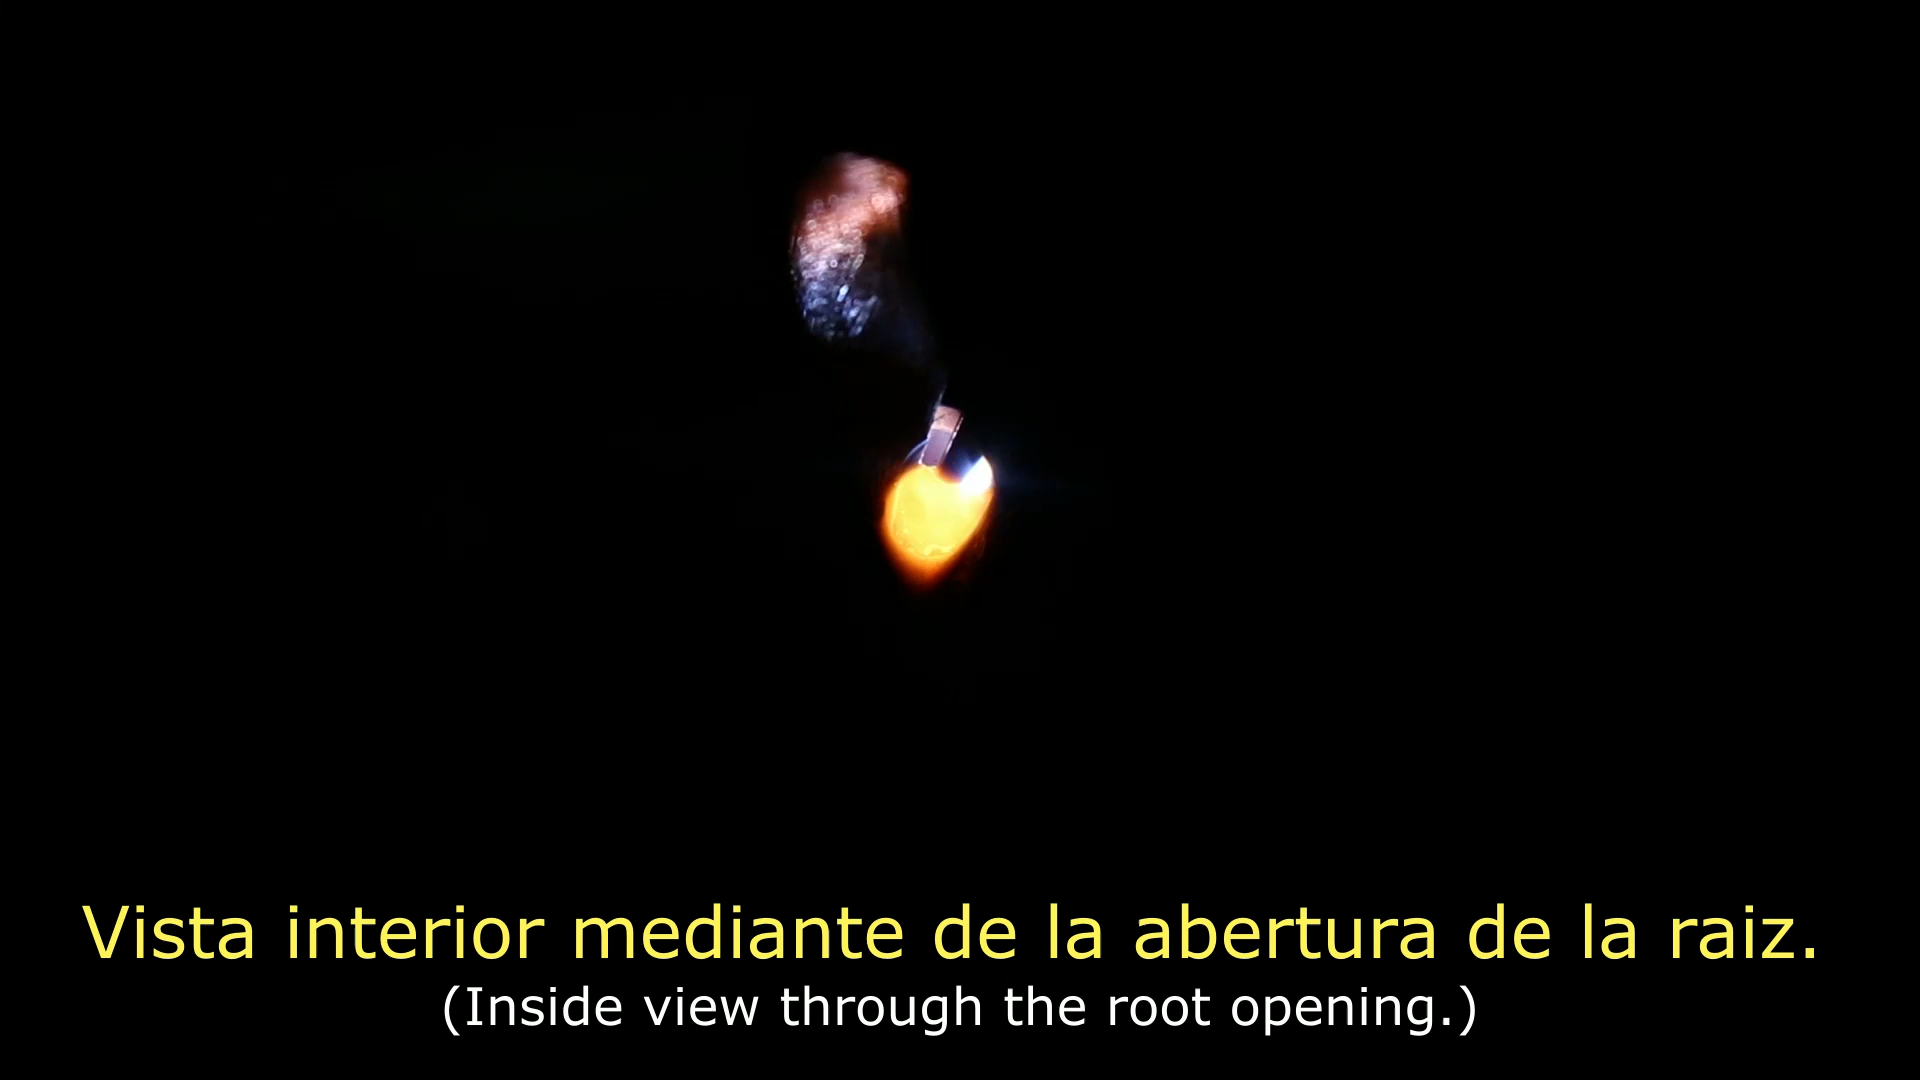 Vista interior mediante de la abertura de la raiz.
(Inside view through the root opening.)